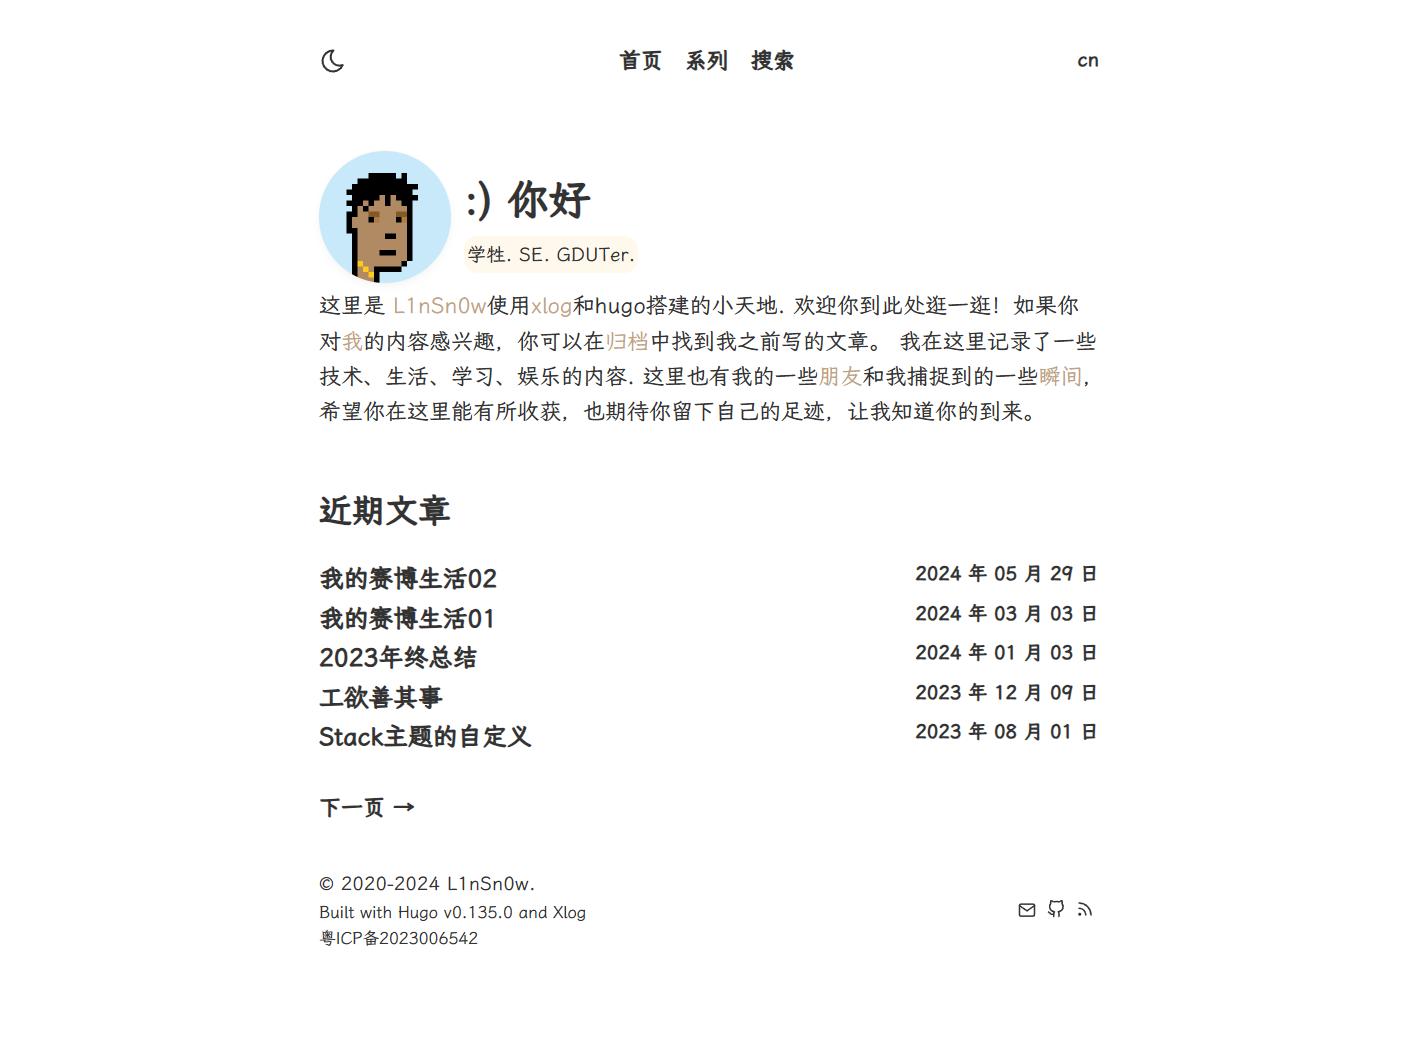 首页 系列 搜索 cn
:) 你好
学牲. SE. GDUTer.
这里是 L1nSn0w使用xlog和hugo搭建的小天地. 欢迎你到此处逛一逛！如果你
对我的内容感兴趣，你可以在归档中找到我之前写的文章。 我在这里记录了一些
技术、生活、学习、娱乐的内容. 这里也有我的一些朋友和我捕捉到的一些瞬间，
希望你在这里能有所收获，也期待你留下自己的足迹，让我知道你的到来。
近期文章
我的赛博生活02 2024 年 05 月 29 日
我的赛博生活01 2024 年 03 月 03 日
2023年终总结 2024 年 01 月 03 日
工欲善其事 2023 年 12 月 09 日
Stack主题的自定义 2023 年 08 月 01 日
下一页 →
© 2020-2024 L1nSn0w.
Built with Hugo v0.135.0 and Xlog
粤ICP备2023006542